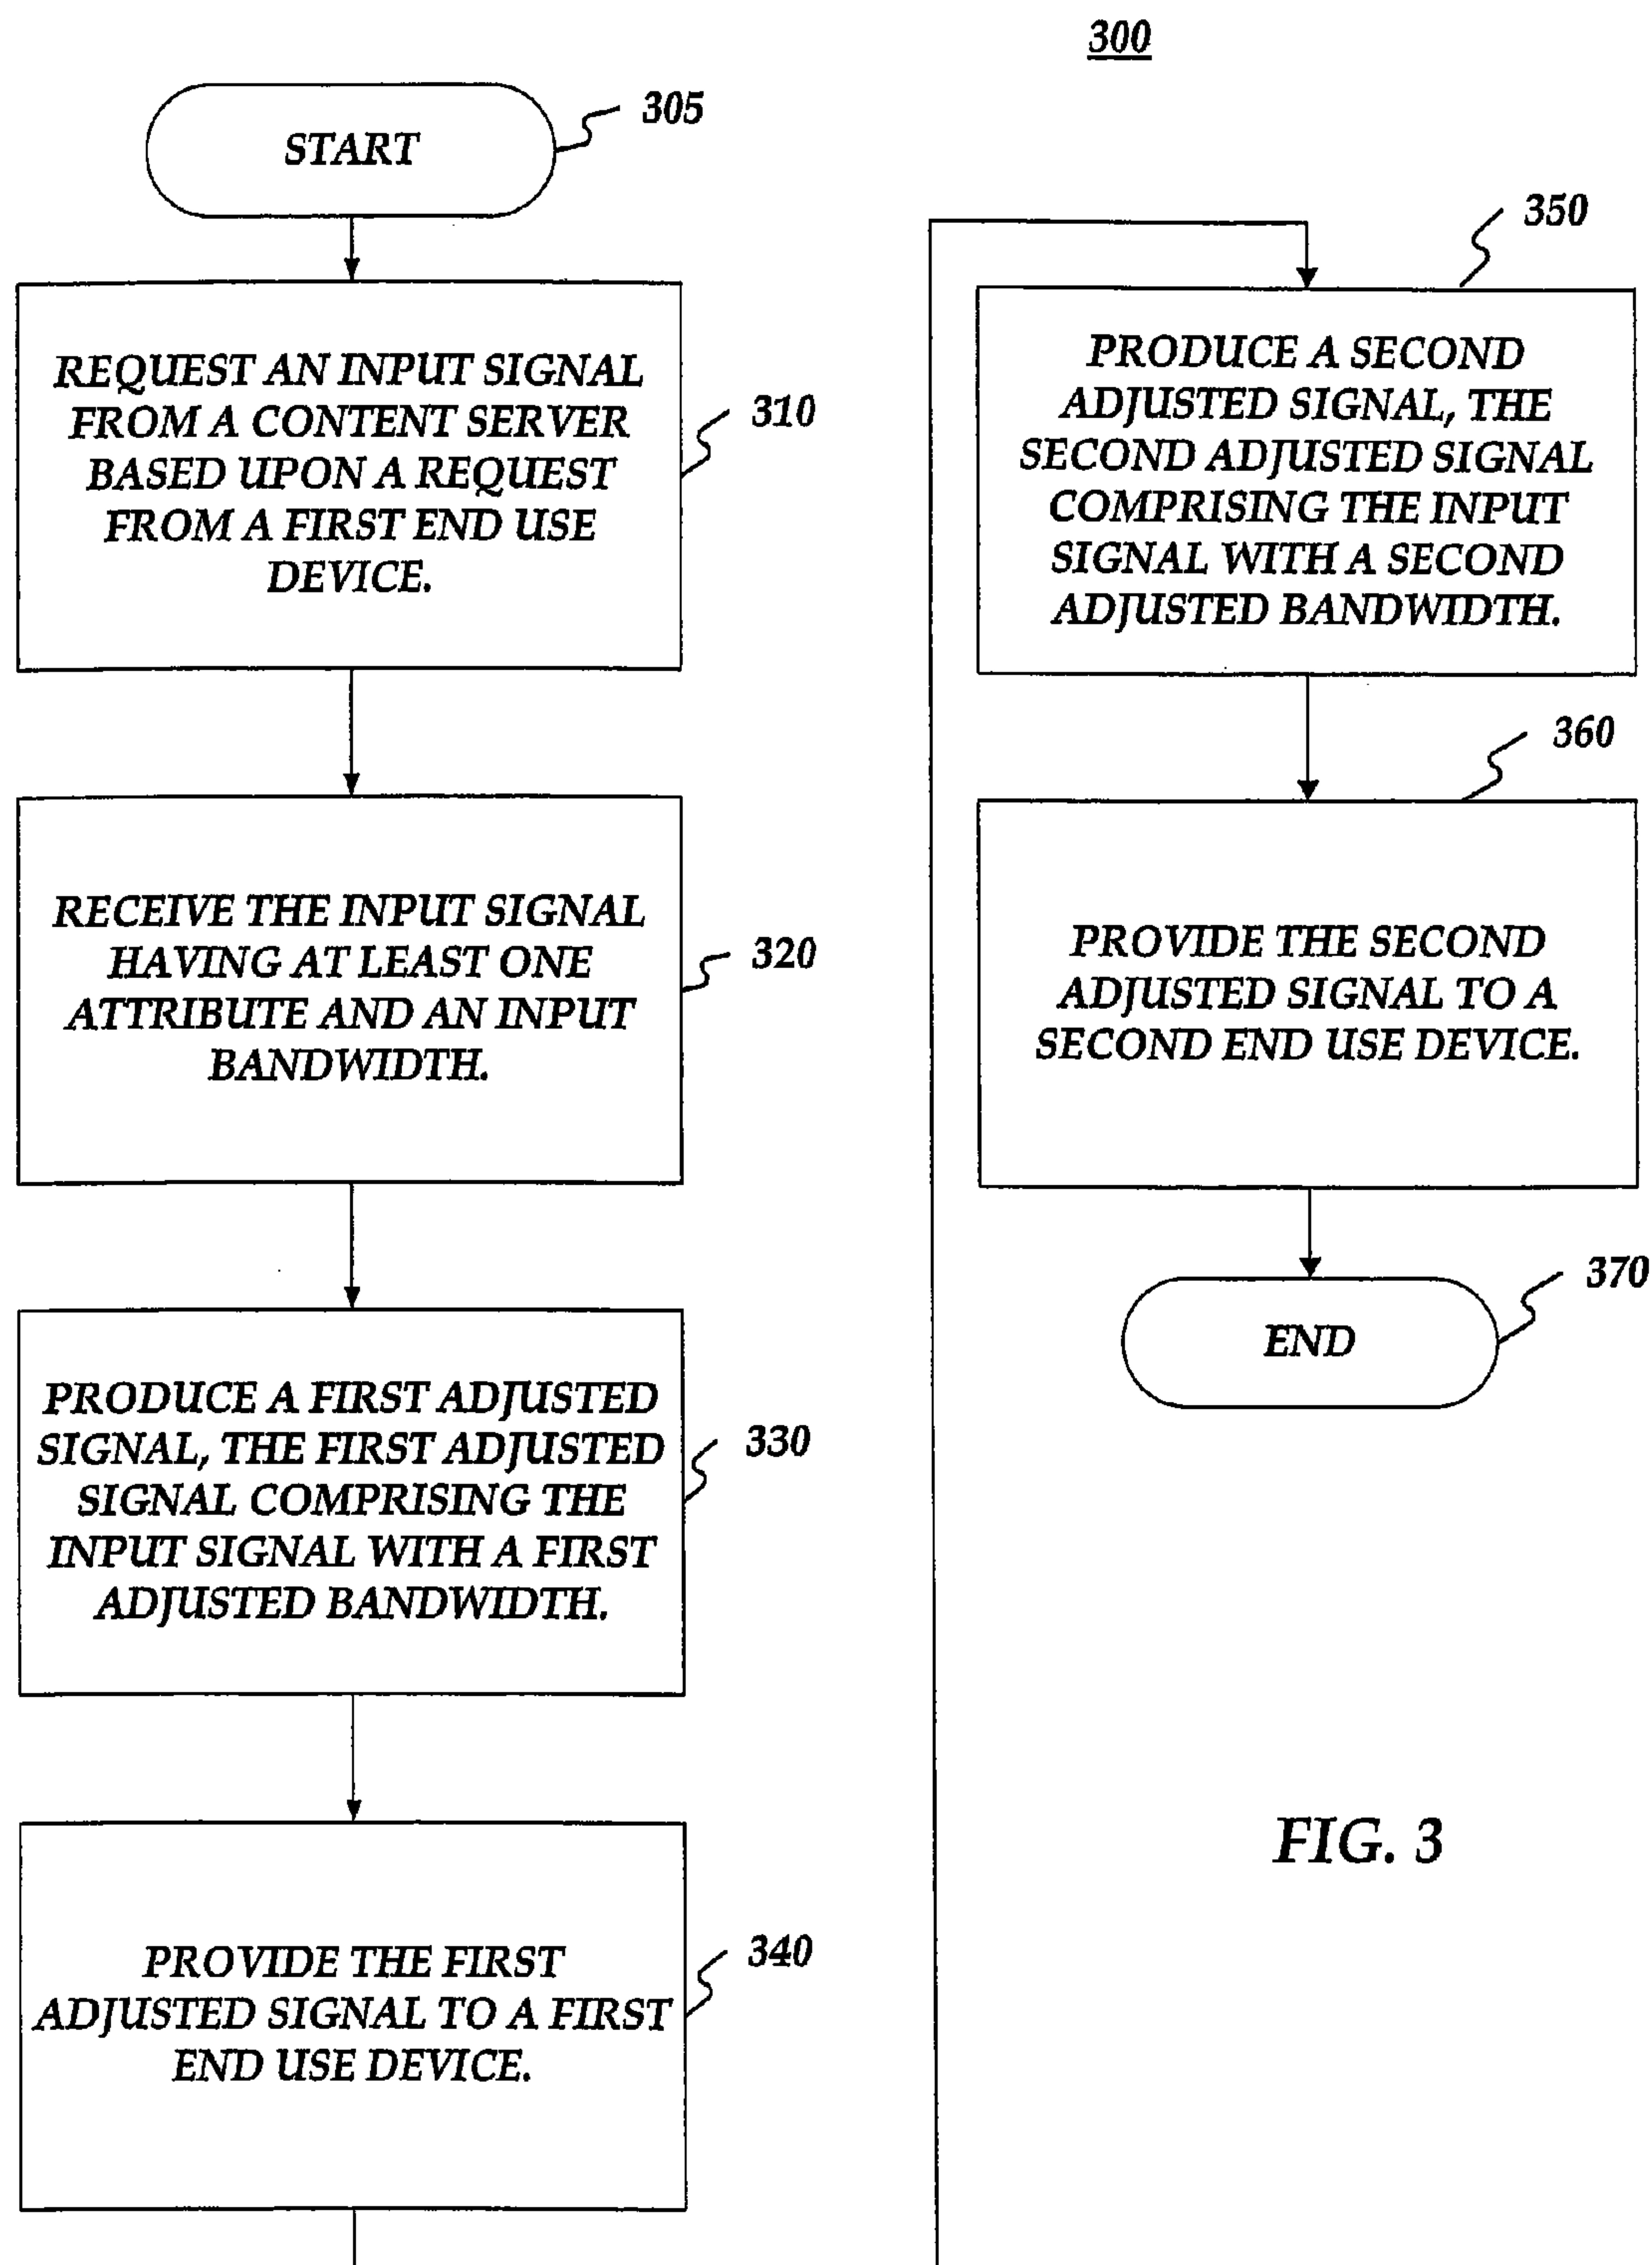 300
START
305
REQUEST AN INPUT SIGNAL
FROM A CONTENT SERVER
BASED UPON A REQUEST
FROM A FIRST END USE
DEVICE.
310
RECEIVE THE INPUT SIGNAL
HAVING AT LEAST ONE
ATTRIBUTE AND AN INPUT
BANDWIDTH.
320
PRODUCE A FIRST ADJUSTED
SIGNAL, THE FIRST ADJUSTED
SIGNAL COMPRISING THE
INPUT SIGNAL WITH A FIRST
ADJUSTED BANDWIDTH.
330
PROVIDE THE FIRST
ADJUSTED SIGNAL TO A FIRST
END USE DEVICE.
340
350
PRODUCE A SECOND
ADJUSTED SIGNAL, THE
SECOND ADJUSTED SIGNAL
COMPRISING THE INPUT
SIGNAL WITH A SECOND
ADJUSTED BANDWIDTH.
360
PROVIDE THE SECOND
ADJUSTED SIGNAL TO A
SECOND END USE DEVICE.
370
END
FIG. 3